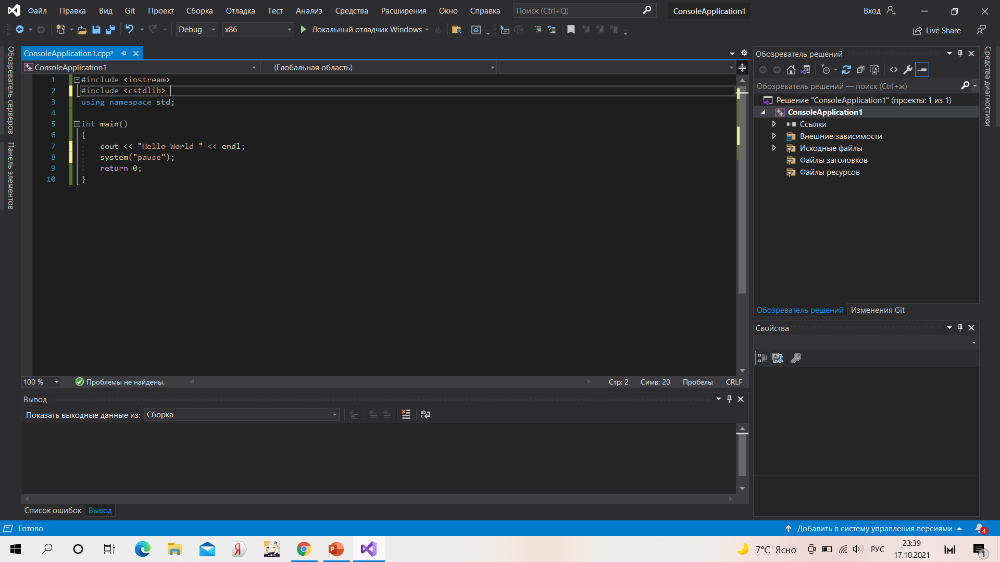 Файл Правка Вид Git Проект Сборка Отладка Тест Анализ Средства Расширения Окно Справка Поиск (Ctrl+Q) ConsoleApplication1 Вход
Debug x86 Локальный отладчик Windows Live Share
Обозреватель серверов
Панель элементов
ConsoleApplication1.cpp*
ConsoleApplication1 (Глобальная область)
1 #include <iostream>
2 #include <cstdlib>
3 using namespace std;
4
5 int main()
6 {
7 cout << "Hello World " << endl;
8 system("pause");
9 return 0;
10 }
100 % Проблемы не найдены. Стр: 2 Симв: 20 Пробелы CRLF
Вывод
Показать выходные данные из: Сборка
Список ошибок Вывод
Обозреватель решений
Обозреватель решений — поиск (Ctrl+ж)
Решение "ConsoleApplication1" (проекты: 1 из 1)
ConsoleApplication1
Ссылки
Внешние зависимости
Исходные файлы
Файлы заголовков
Файлы ресурсов
Обозреватель решений Изменения Git
Свойства
Средства диагностики
Готово Добавить в систему управления версиями 4
7°C Ясно РУС 23:39
17.10.2021 1